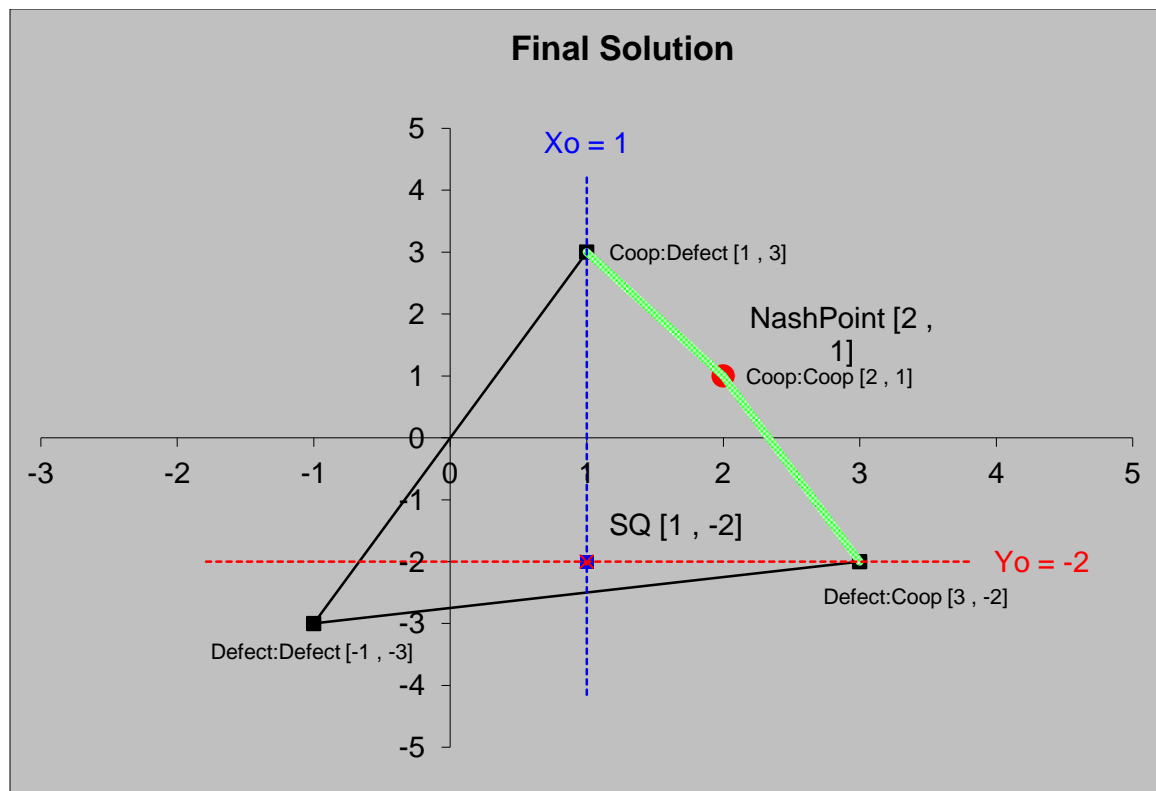 Final Solution
5
Xo = 1
4
3
Coop:Defect [1 , 3]
2
NashPoint [2 ,
1]
1
Coop:Coop [2 , 1]
0
-3
-2
-1
0
1
2
3
4
5
-1
SQ [1 , -2]
-2
Yo = -2
Defect:Coop [3 , -2]
-3
Defect:Defect [-1 , -3]
-4
-5